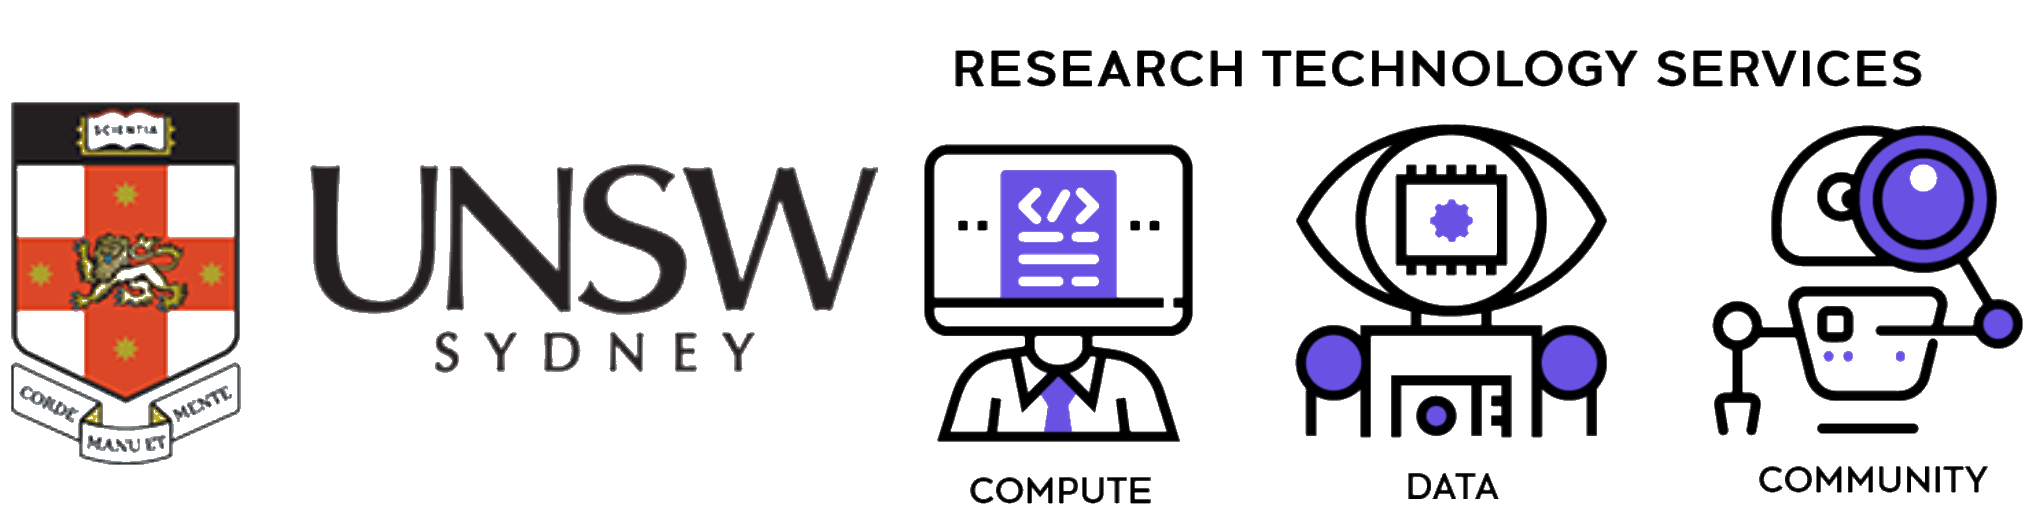 SCIENTIA
CORDE
MANU ET
MENTE
UNSW
SYDNEY
RESEARCH TECHNOLOGY SERVICES
</>
COMPUTE
DATA
COMMUNITY